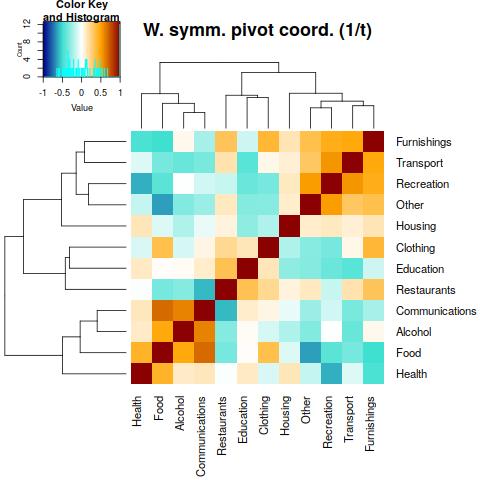 Color Key
and Histogram
Count
0 4 8 12
-1 -0.5 0 0.5 1
Value
W. symm. pivot coord. (1/t)
Furnishings
Transport
Recreation
Other
Housing
Clothing
Education
Restaurants
Communications
Alcohol
Food
Health
Health
Food
Alcohol
Communications
Restaurants
Education
Clothing
Housing
Other
Recreation
Transport
Furnishings